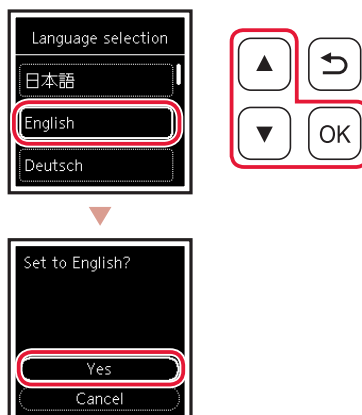 Language selection
日本語
English
Deutsch
OK
Set to English?
Yes
Cancel